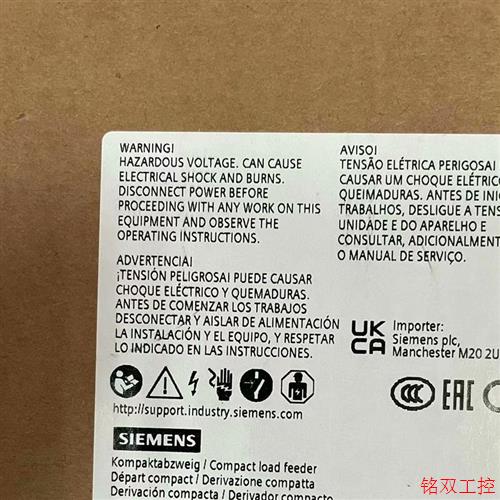 WARNING!
HAZARDOUS VOLTAGE. CAN CAUSE
ELECTRICAL SHOCK AND BURNS.
DISCONNECT POWER BEFORE
PROCEEDING WITH ANY WORK ON THIS
EQUIPMENT AND OBSERVE THE
OPERATING INSTRUCTIONS.
ADVERTENCIA!
¡TENSIÓN PELIGROSA! PUEDE CAUSAR
CHOQUE ELÉCTRICO Y QUEMADURAS.
ANTES DE COMENZAR LOS TRABAJOS
DESCONECTAR Y AISLAR DE ALIMENTACIÓN
LA INSTALACIÓN Y EL EQUIPO, Y RESPETAR
LO INDICADO EN LAS INSTRUCCIONES.
AVISO!
TENSÃO ELÉTRICA PERIGOSA!
CAUSAR UM CHOQUE ELÉTRIC
QUEIMADURAS. ANTES DE INIC
TRABALHOS, DESLIGUE A TENS
UNIDADE E DO APARELHO E
CONSULTAR, ADICIONALMENT
O MANUAL DE SERVIÇO.
UK
CA
Importer:
Siemens plc,
Manchester M20 2U
CCC
EAC
http://support.industry.siemens.com
SIEMENS
Kompaktabzweig / Compact load feeder
Départ compact / Derivazione compatta
Derivación compacta / Derivador compacto
铭双工控